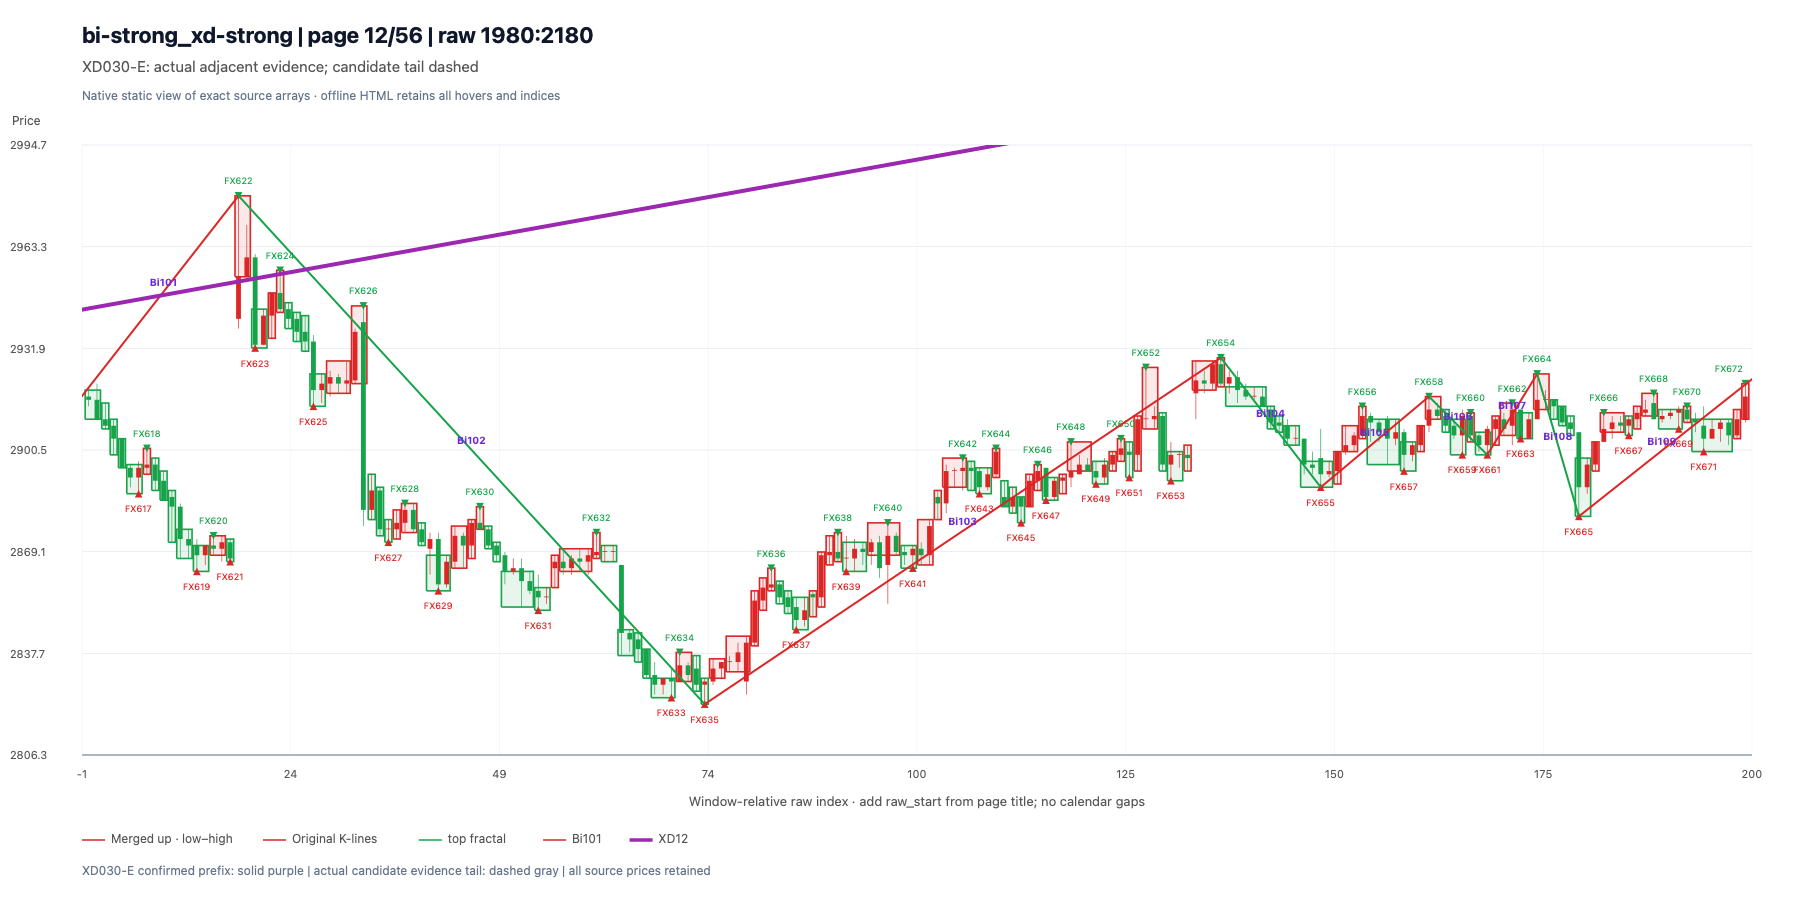 bi-strong_xd-strong | page 12/56 | raw 1980:2180
XD030-E: actual adjacent evidence; candidate tail dashed
Native static view of exact source arrays · offline HTML retains all hovers and indices
Price
2994.7
2963.3
2931.9
2900.5
2869.1
2837.7
2806.3
FX622
FX624
Bi101
FX626
FX623
FX625
FX618
FX617
FX620
FX619
FX621
Bi102
FX628
FX630
FX627
FX629
FX632
FX631
FX634
FX633
FX635
FX636
FX637
FX638
FX640
FX639
FX641
FX642
FX644
FX643
Bi103
FX646
FX645
FX647
FX648
FX650
FX649
FX651
FX652
FX653
FX654
Bi104
FX655
FX656
FX657
FX658
FX660
FX659
FX661
FX662
Bi107
FX663
FX664
Bi108
FX665
FX666
FX667
FX668
FX670
Bi109
FX671
FX672
-1 24 49 74 100 125 150 175 200
Window-relative raw index · add raw_start from page title; no calendar gaps
Merged up · low–high Original K-lines top fractal Bi101 XD12
XD030-E confirmed prefix: solid purple | actual candidate evidence tail: dashed gray | all source prices retained